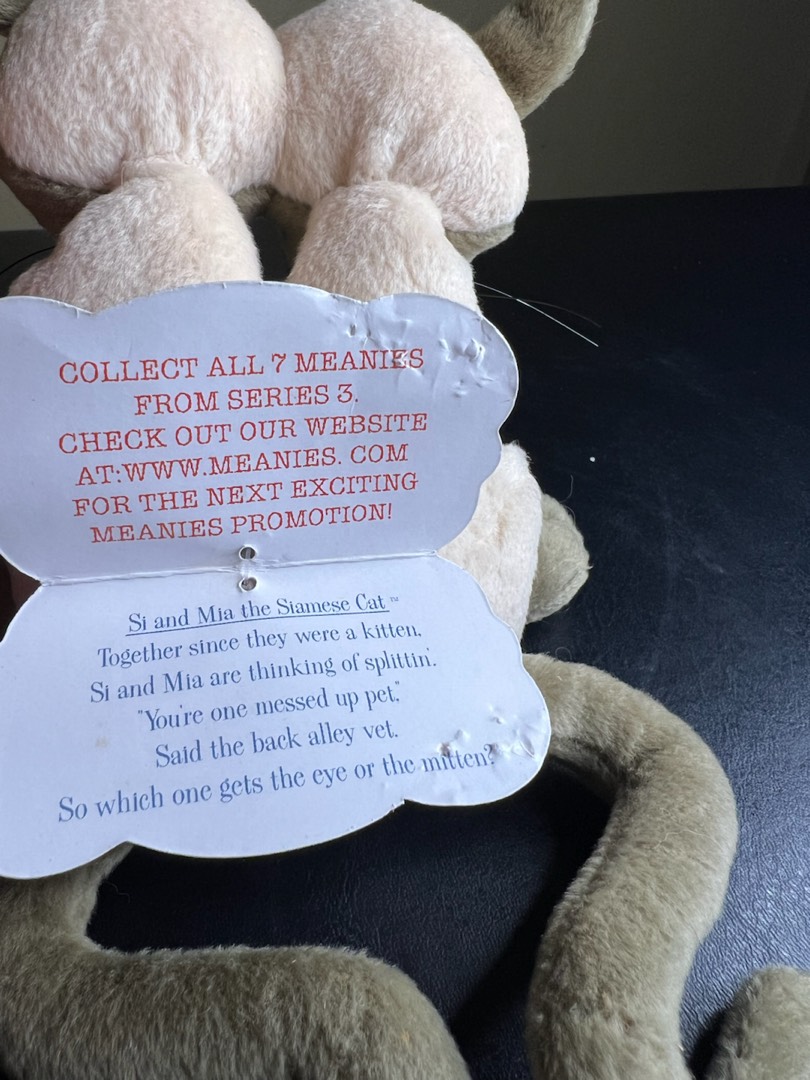 COLLECT ALL 7 MEANIES
FROM SERIES 3.
CHECK OUT OUR WEBSITE
AT:WWW.MEANIES. COM
FOR THE NEXT EXCITING
MEANIES PROMOTION!
Si and Mia the Siamese Cat™
Together since they were a kitten,
Si and Mia are thinking of splittin'.
"You're one messed up pet,"
Said the back alley vet.
So which one gets the eye or the mitten?